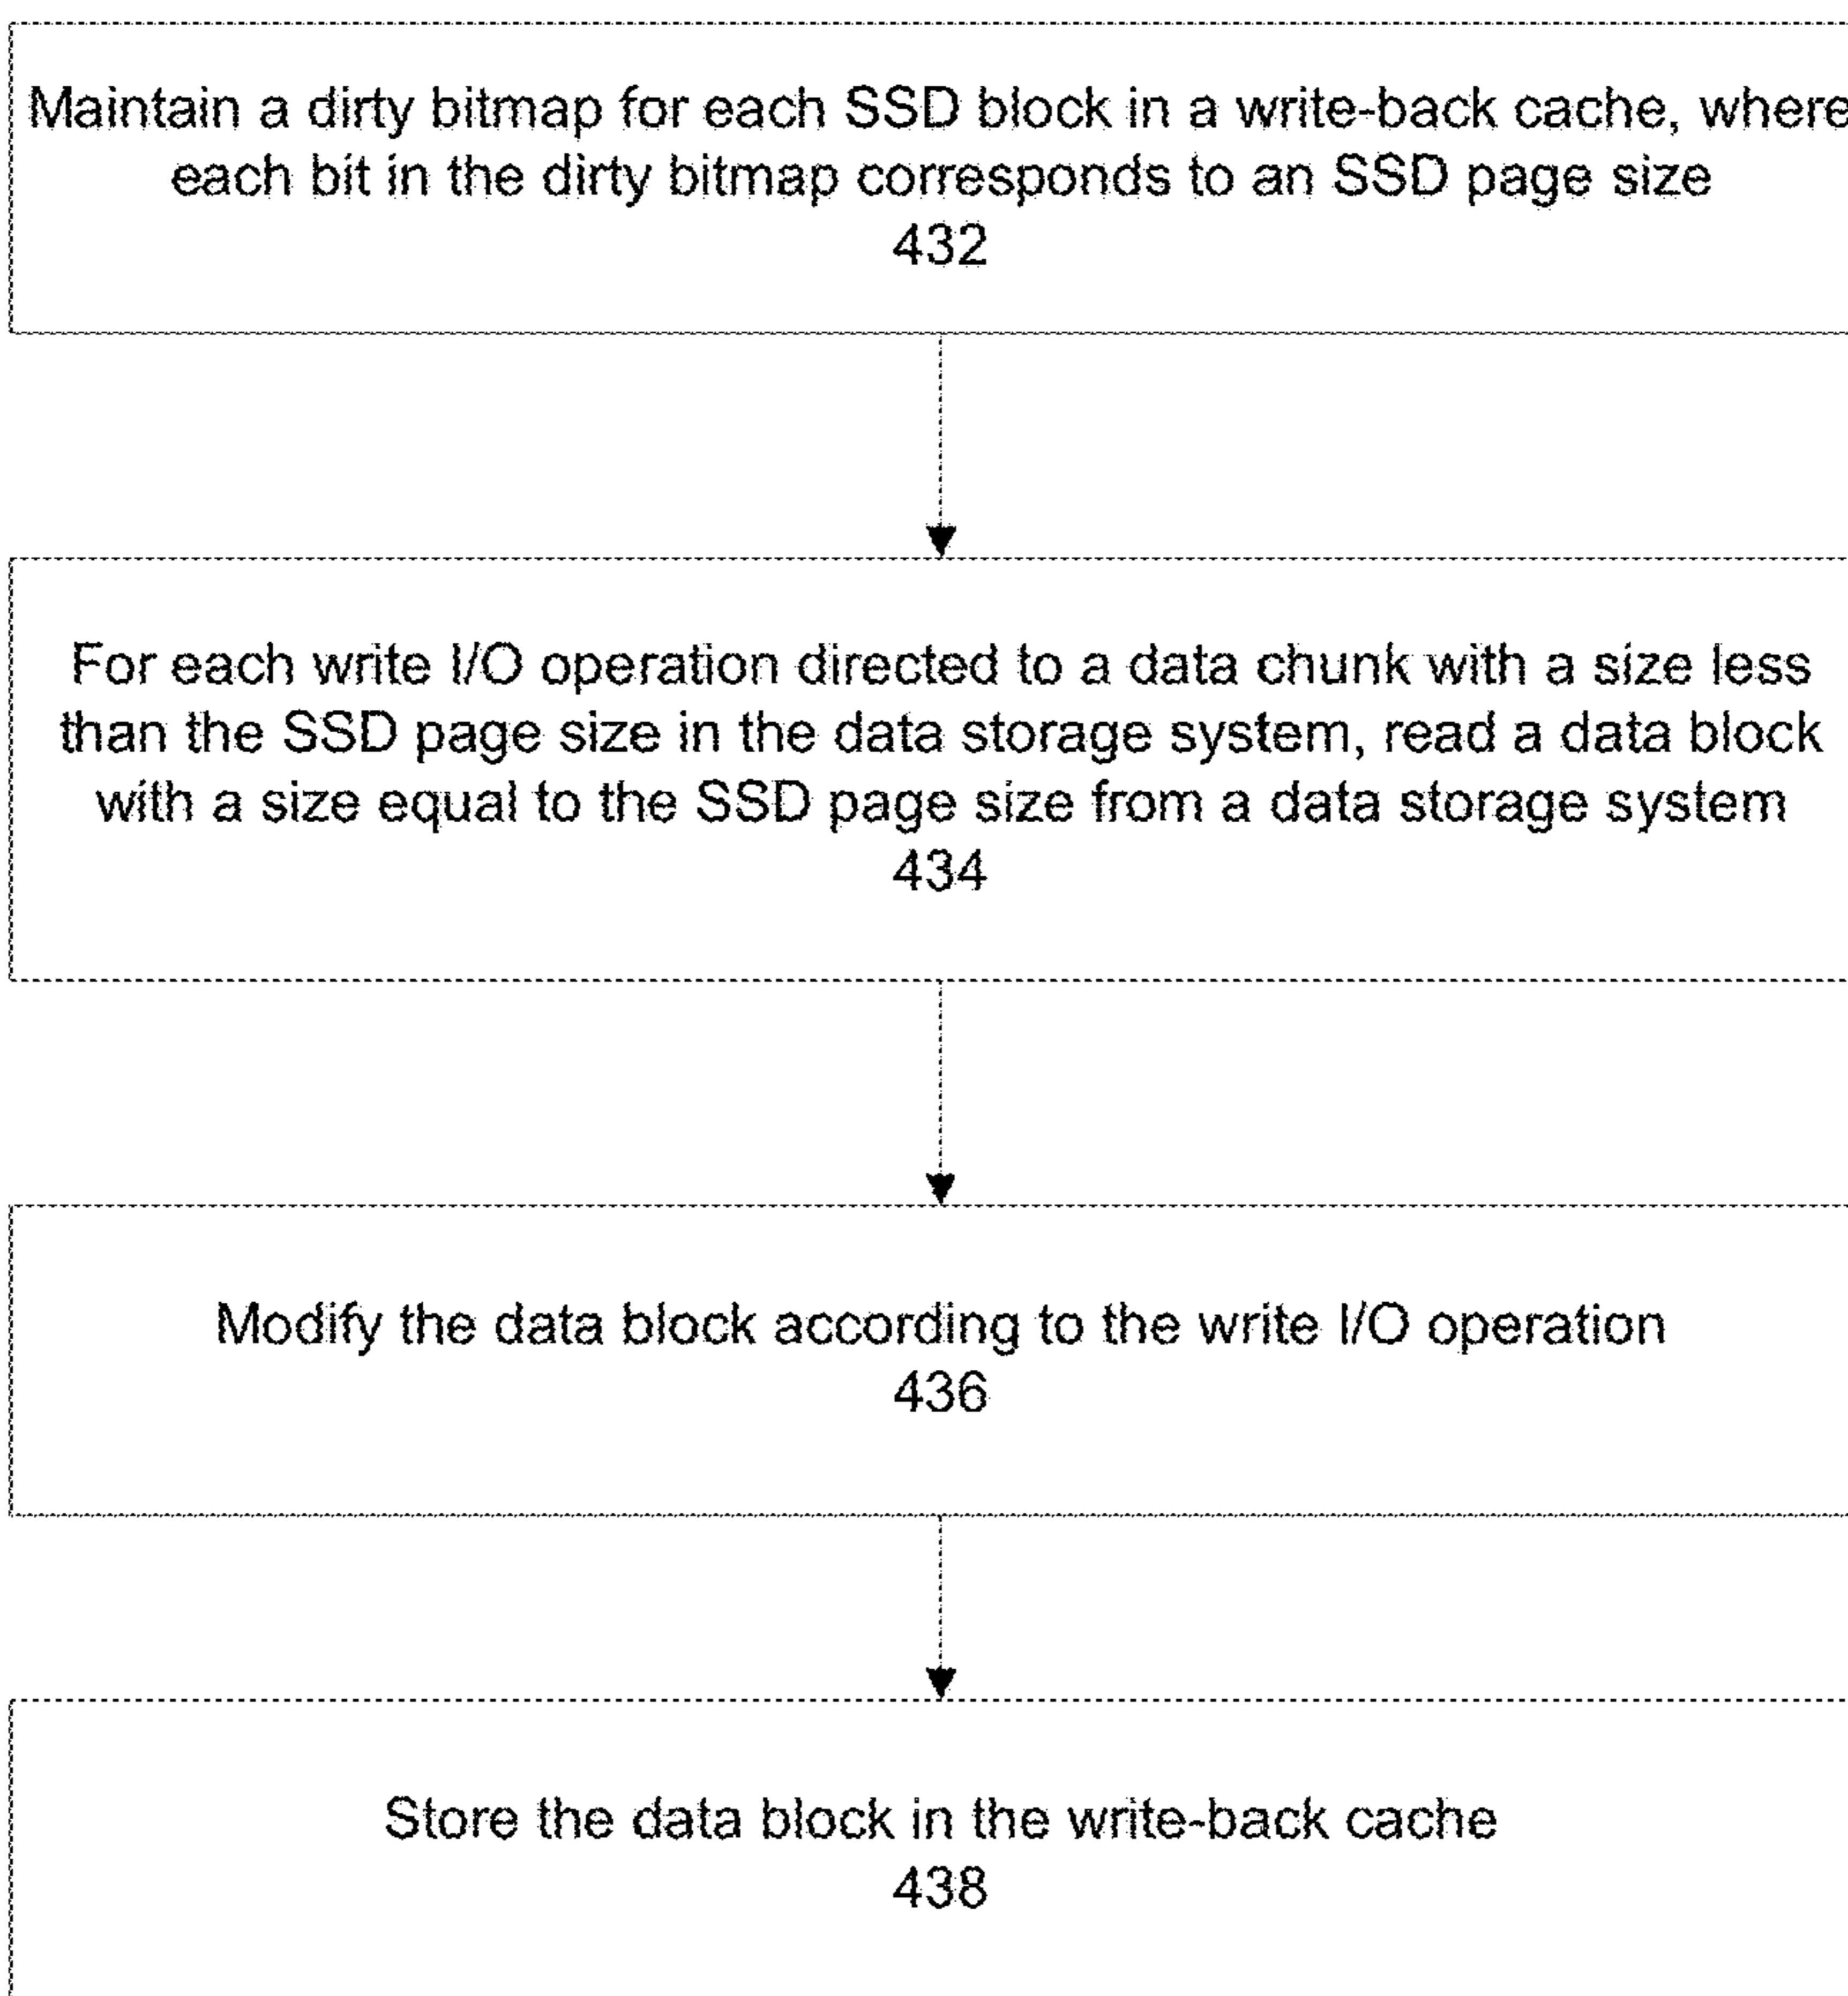 Maintain a dirty bitmap for each SSD block in a write-back cache, where
each bit in the dirty bitmap corresponds to an SSD page size
432
For each write I/O operation directed to a data chunk with a size less
than the SSD page size in the data storage system, read a data block
with a size equal to the SSD page size from a data storage system
434
Modify the data block according to the write I/O operation
436
Store the data block in the write-back cache
438